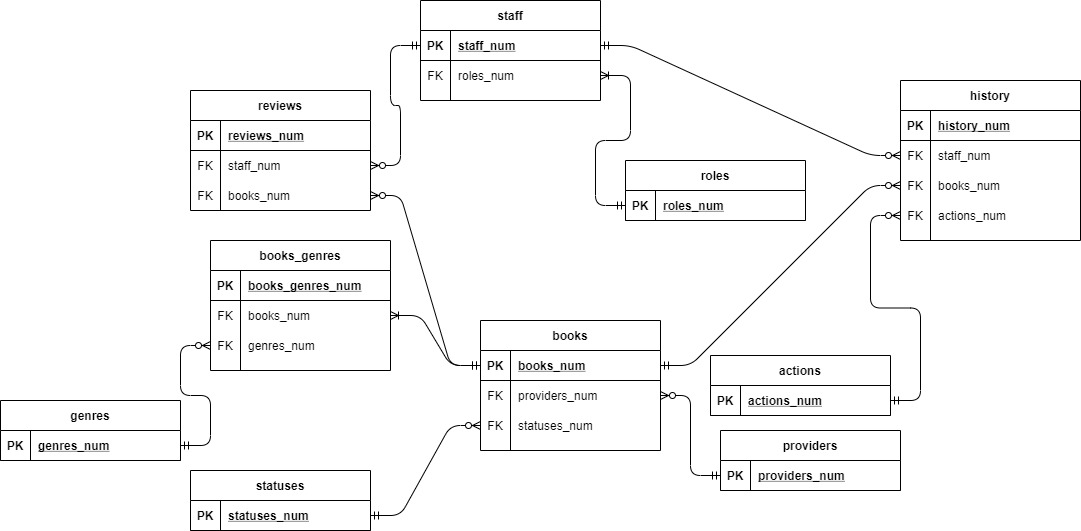 staff
PK staff_num
FK roles_num
reviews
PK reviews_num
FK staff_num
FK books_num
history
PK history_num
FK staff_num
FK books_num
FK actions_num
roles
PK roles_num
books_genres
PK books_genres_num
FK books_num
FK genres_num
books
PK books_num
FK providers_num
FK statuses_num
actions
PK actions_num
genres
PK genres_num
providers
PK providers_num
statuses
PK statuses_num